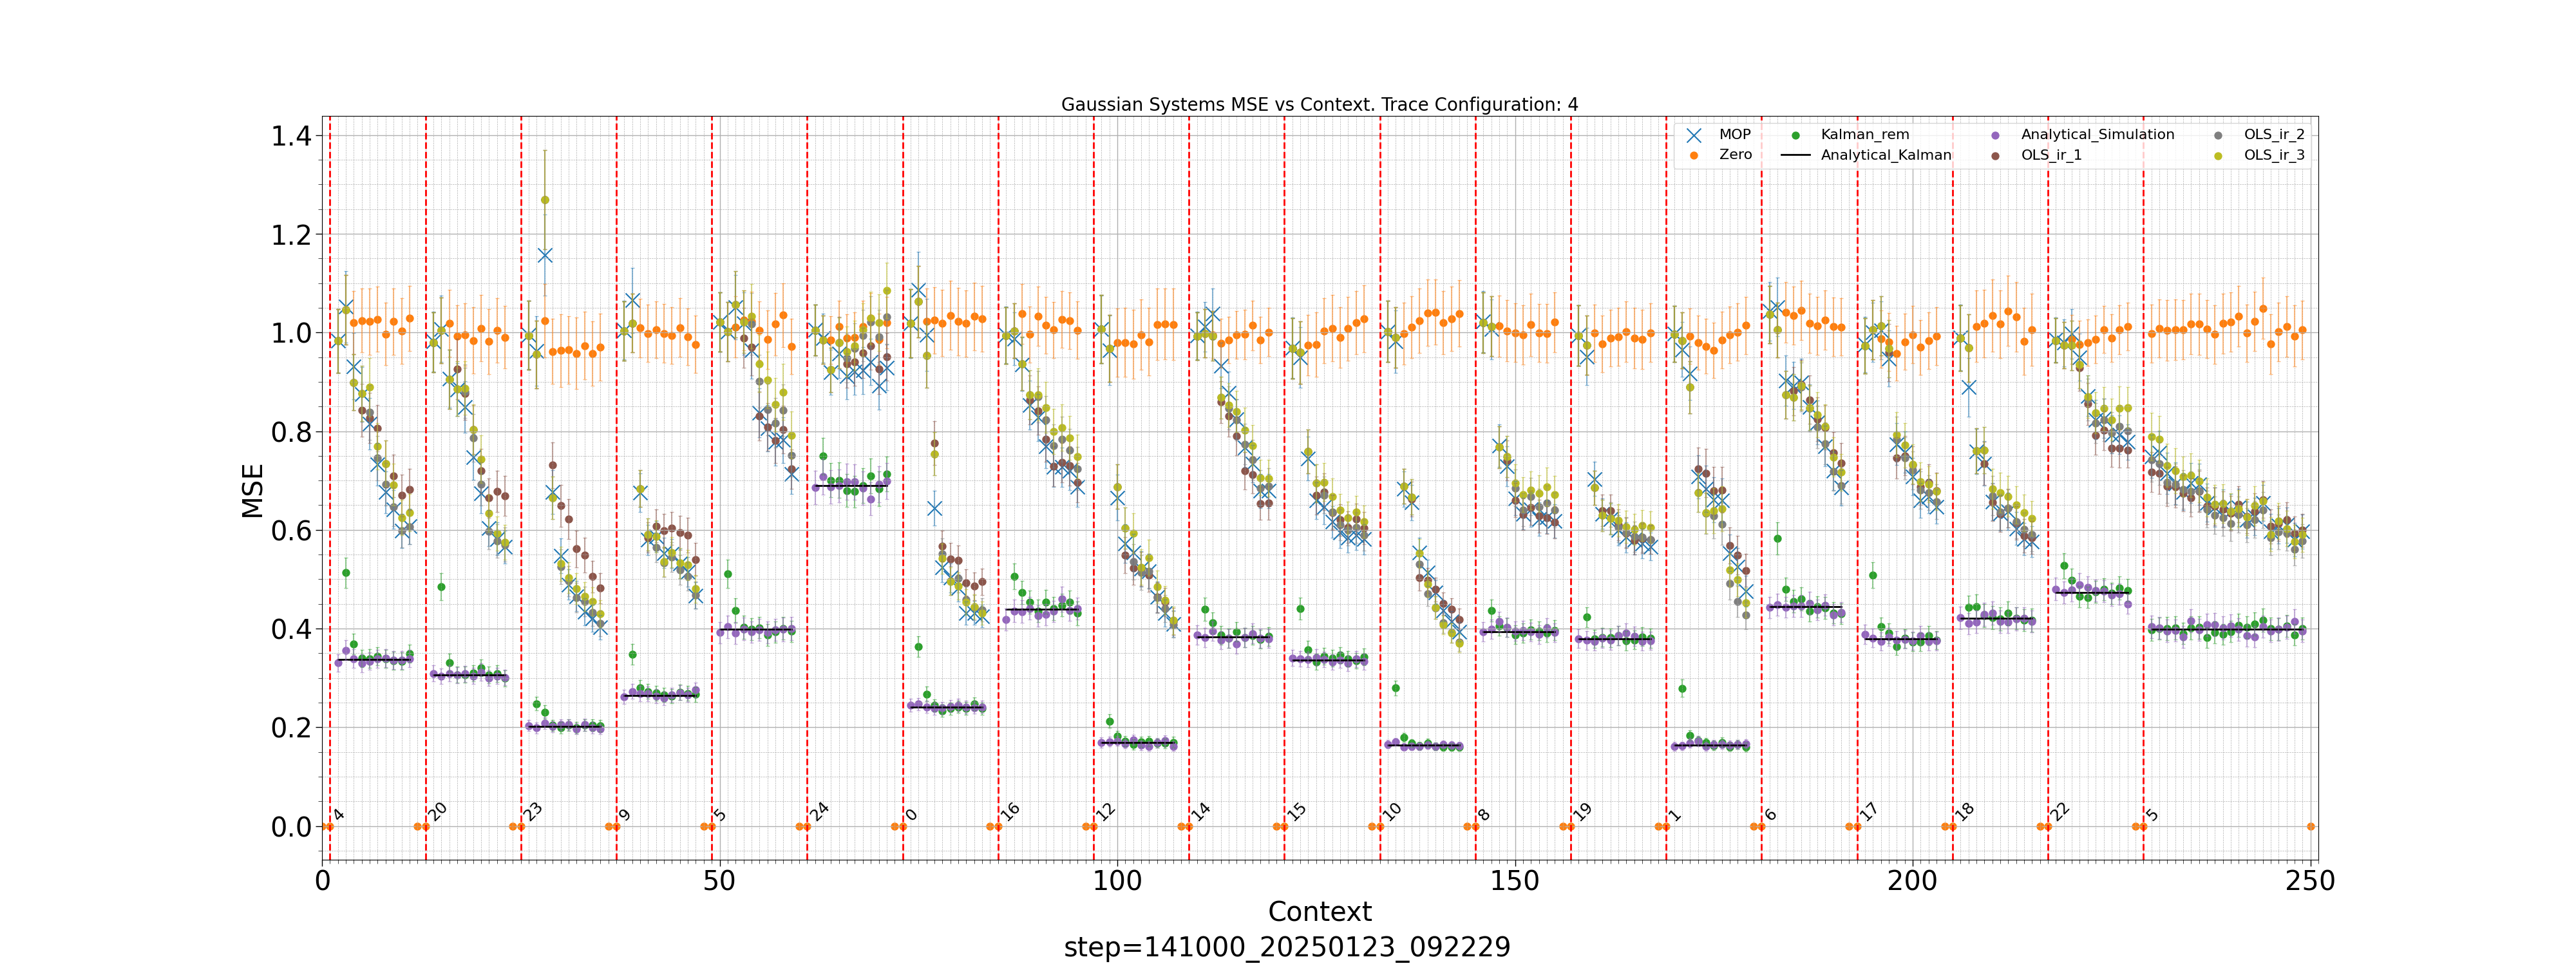 Gaussian Systems MSE vs Context. Trace Configuration: 4
MOP
Zero
Kalman_rem
Analytical_Kalman
Analytical_Simulation
OLS_ir_1
OLS_ir_2
OLS_ir_3
MSE
1.4
1.2
1.0
0.8
0.6
0.4
0.2
0.0
4 20 23 9 5 24 0 16 12 14 15 10 8 19 1 6 17 18 22 5
0 50 100 150 200 250
Context
step=141000_20250123_092229